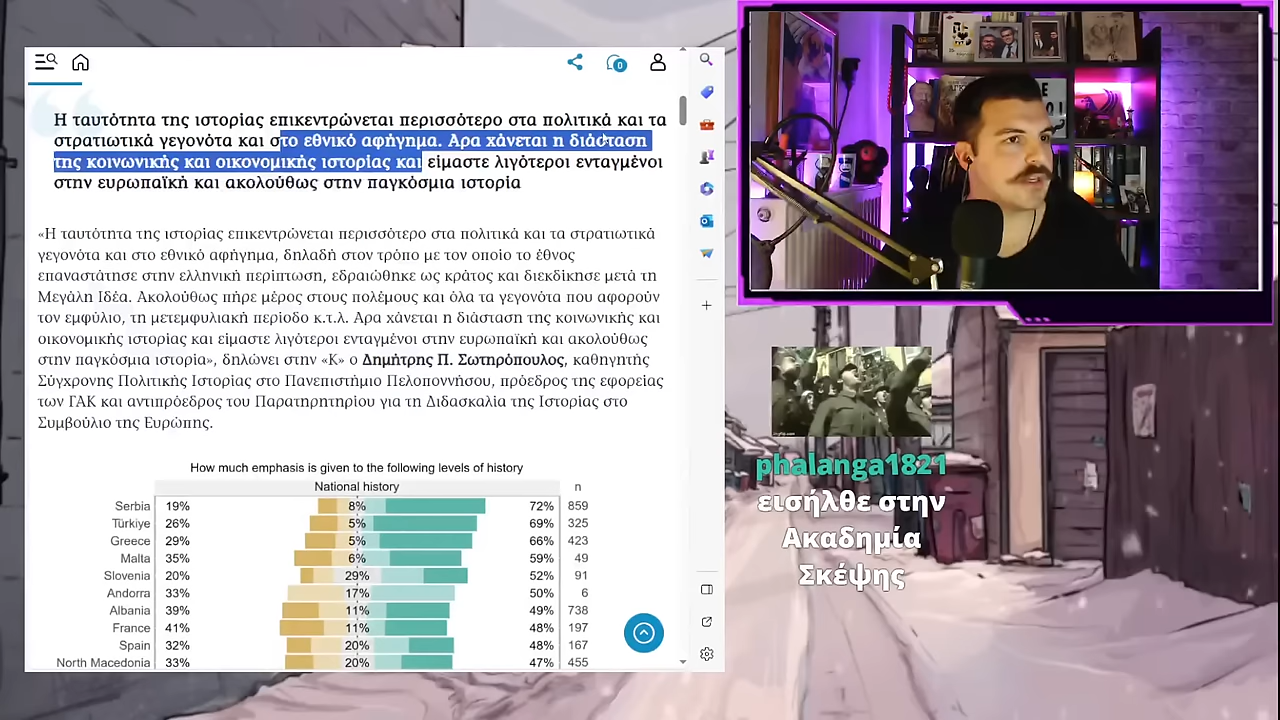 0
Η ταυτότητα της ιστορίας επικεντρώνεται περισσότερο στα πολιτικά και τα
στρατιωτικά γεγονότα και στο εθνικό αφήγημα. Αρα χάνεται η διάσταση
της κοινωνικής και οικονομικής ιστορίας και είμαστε λιγότεροι ενταγμένοι
στην ευρωπαϊκή και ακολούθως στην παγκόσμια ιστορία
«Η ταυτότητα της ιστορίας επικεντρώνεται περισσότερο στα πολιτικά και τα στρατιωτικά
γεγονότα και στο εθνικό αφήγημα, δηλαδή στον τρόπο με τον οποίο το έθνος
επαναστάτησε στην ελληνική περίπτωση, εδραιώθηκε ως κράτος και διεκδίκησε μετά τη
Μεγάλη Ιδέα. Ακολούθως πήρε μέρος στους πολέμους και όλα τα γεγονότα που αφορούν
τον εμφύλιο, τη μετεμφυλιακή περίοδο κ.τ.λ. Αρα χάνεται η διάσταση της κοινωνικής και
οικονομικής ιστορίας και είμαστε λιγότεροι ενταγμένοι στην ευρωπαϊκή και ακολούθως
στην παγκόσμια ιστορία», δηλώνει στην «Κ» ο Δημήτρης Π. Σωτηρόπουλος, καθηγητής
Σύγχρονης Πολιτικής Ιστορίας στο Πανεπιστήμιο Πελοποννήσου, πρόεδρος της εφορείας
των ΓΑΚ και αντιπρόεδρος του Παρατηρητηρίου για τη Διδασκαλία της Ιστορίας στο
Συμβούλιο της Ευρώπης.
How much emphasis is given to the following levels of history
National history n
Serbia 19% 8% 72% 859
Türkiye 26% 5% 69% 325
Greece 29% 5% 66% 423
Malta 35% 6% 59% 49
Slovenia 20% 29% 52% 91
Andorra 33% 17% 50% 6
Albania 39% 11% 49% 738
France 41% 11% 48% 197
Spain 32% 20% 48% 167
North Macedonia 33% 20% 47% 455
phalanga1821
εισήλθε στην
Ακαδημία
Σκέψης